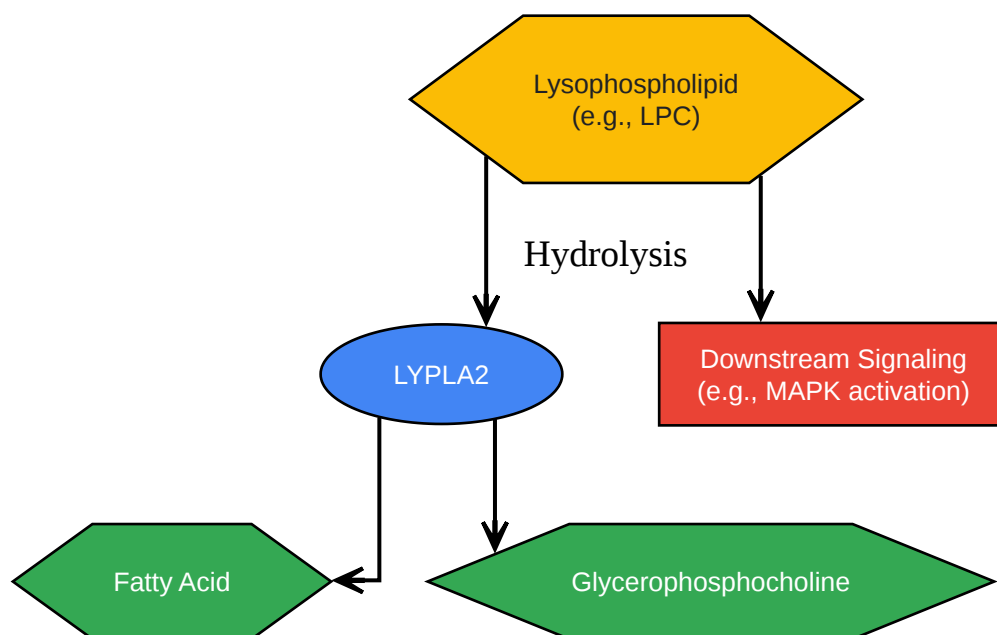 Lysophospholipid
(e.g., LPC)
Hydrolysis
LYPLA2
Downstream Signaling
(e.g., MAPK activation)
Fatty Acid
Glycerophosphocholine